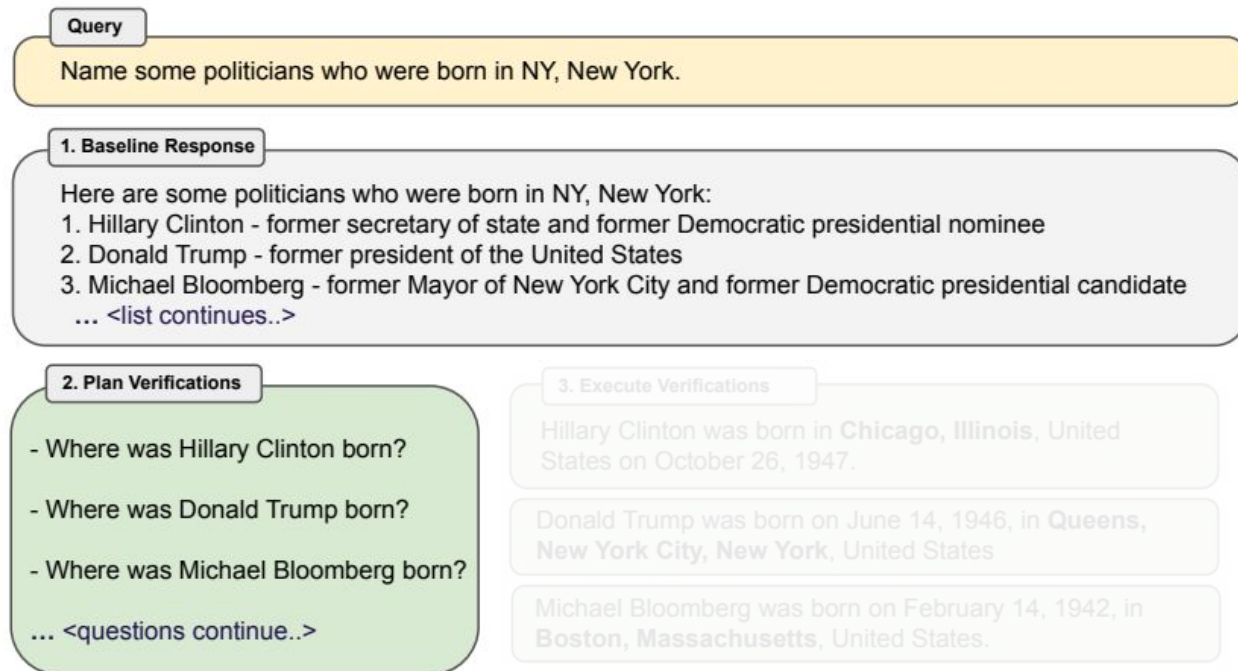 Query
Name some politicians who were born in NY, New York.
1. Baseline Response
Here are some politicians who were born in NY, New York:
1. Hillary Clinton - former secretary of state and former Democratic presidential nominee
2. Donald Trump - former president of the United States
3. Michael Bloomberg - former Mayor of New York City and former Democratic presidential candidate
... <list continues..>
2. Plan Verifications
- Where was Hillary Clinton born?
- Where was Donald Trump born?
- Where was Michael Bloomberg born?
... <questions continue..>
3. Execute Verifications
Hillary Clinton was born in Chicago, Illinois, United
States on October 26, 1947.
Donald Trump was born on June 14, 1946, in Queens,
New York City, New York, United States
Michael Bloomberg was born on February 14, 1942, in
Boston, Massachusetts, United States.